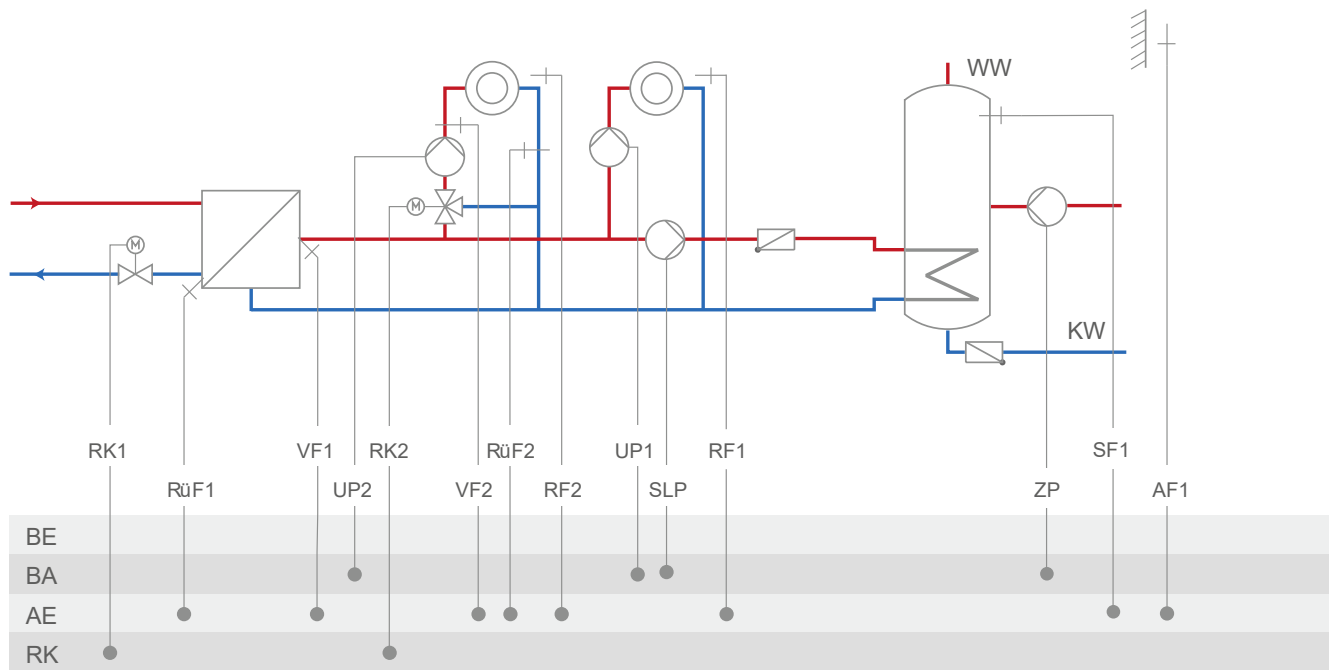 WW
M
M
KW
RK1
VF1
RK2
RüF2
UP1
RF1
SF1
RüF1
UP2
VF2
RF2
SLP
ZP
AF1
BE
BA
AE
RK